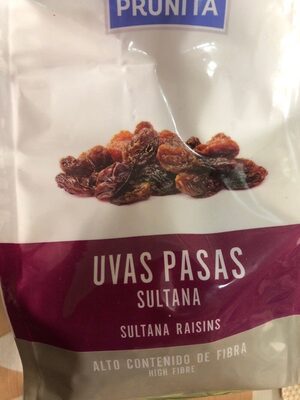 PRUNITA
UVAS PASAS
SULTANA
SULTANA RAISINS
ALTO CONTENIDO DE FIBRA
HIGH FIBRE